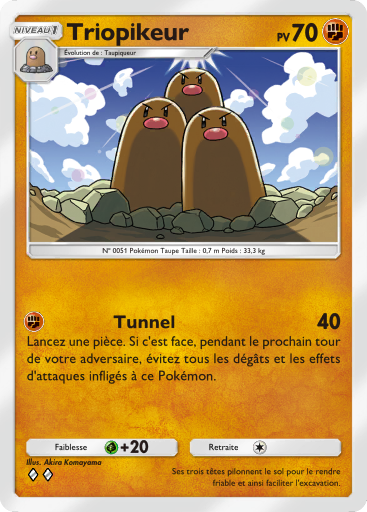 NIVEAU 1
Triopikeur
PV 70
Évolution de : Taupiqueur
N° 0051 Pokémon Taupe Taille : 0,7 m Poids : 33,3 kg
Tunnel 40
Lancez une pièce. Si c'est face, pendant le prochain tour
de votre adversaire, évitez tous les dégâts et les effets
d'attaques infligés à ce Pokémon.
Faiblesse +20
Retraite
Illus. Akira Komayama
Ses trois têtes pilonnent le sol pour le rendre
friable et ainsi faciliter l'excavation.